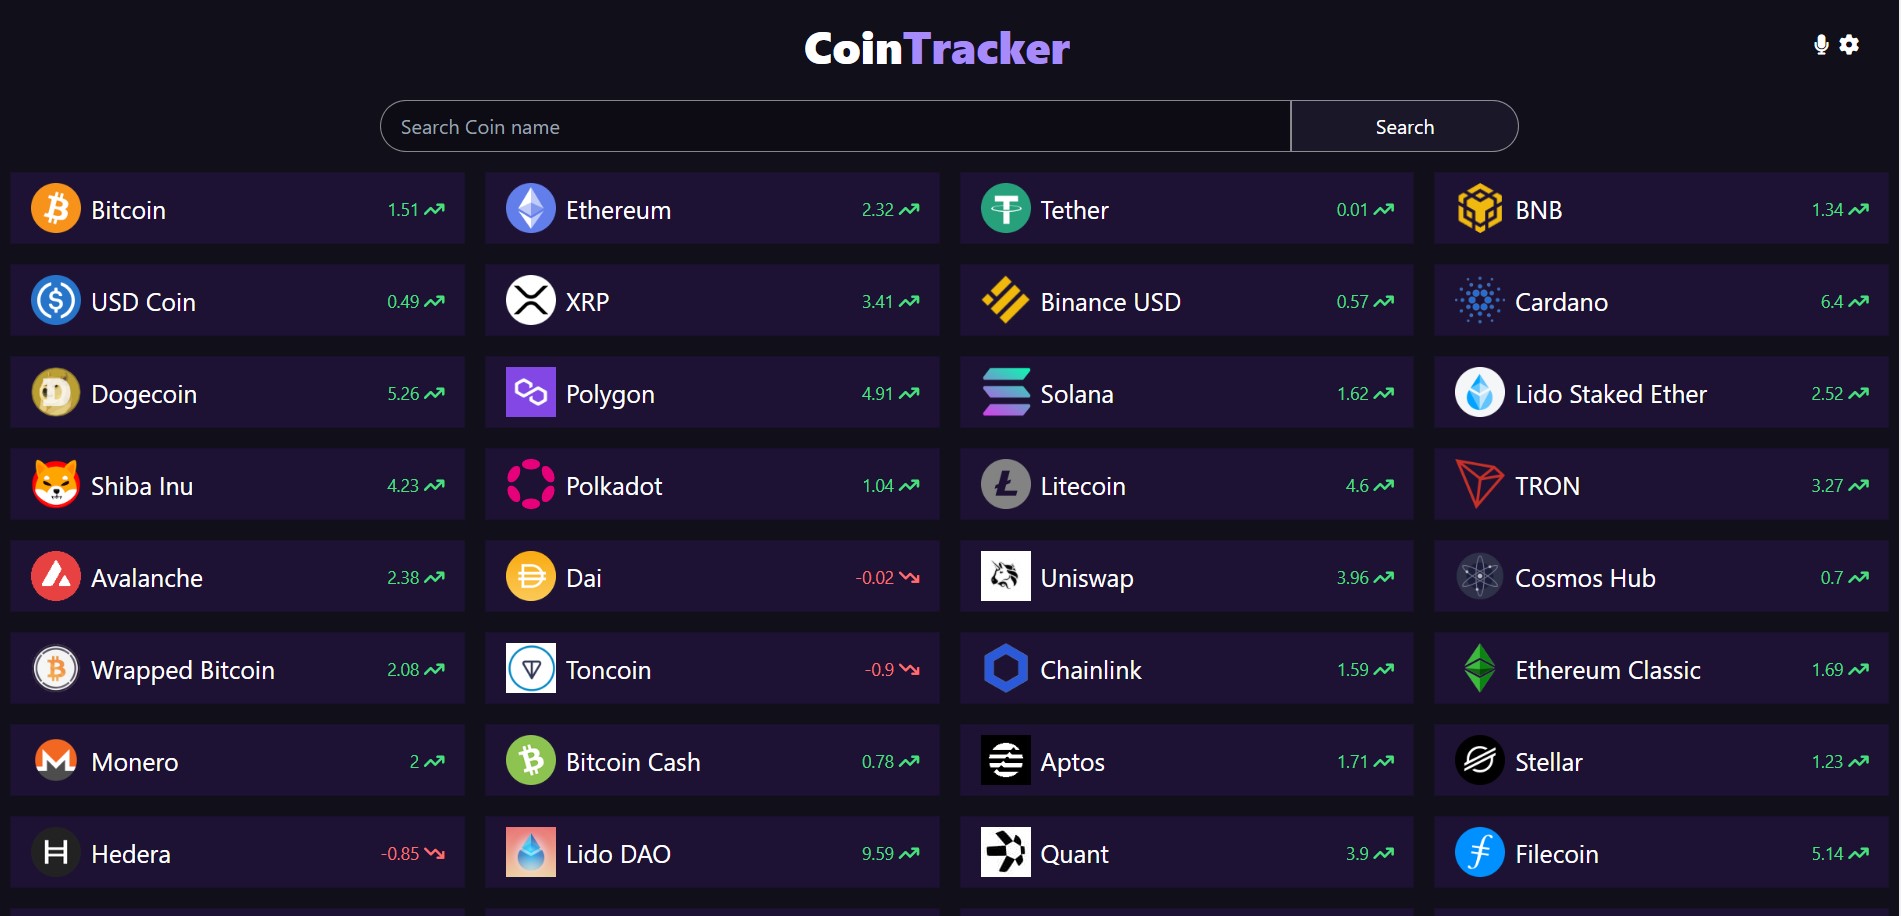 CoinTracker
Search Coin name
Search
Bitcoin 1.51
Ethereum 2.32
Tether 0.01
BNB 1.34
USD Coin 0.49
XRP 3.41
Binance USD 0.57
Cardano 6.4
Dogecoin 5.26
Polygon 4.91
Solana 1.62
Lido Staked Ether 2.52
Shiba Inu 4.23
Polkadot 1.04
Litecoin 4.6
TRON 3.27
Avalanche 2.38
Dai -0.02
Uniswap 3.96
Cosmos Hub 0.7
Wrapped Bitcoin 2.08
Toncoin -0.9
Chainlink 1.59
Ethereum Classic 1.69
Monero 2
Bitcoin Cash 0.78
Aptos 1.71
Stellar 1.23
Hedera -0.85
Lido DAO 9.59
Quant 3.9
Filecoin 5.14